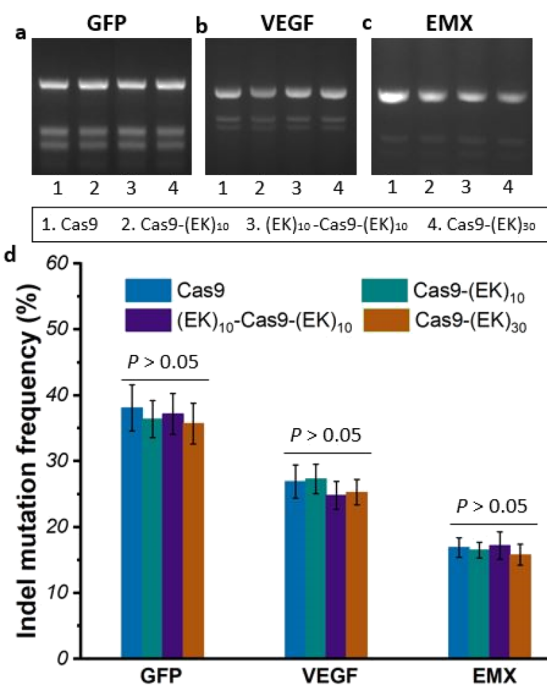 a GFP b VEGF c EMX
1 2 3 4 1 2 3 4 1 2 3 4
1. Cas9 2. Cas9-(EK)₁₀ 3. (EK)₁₀-Cas9-(EK)₁₀ 4. Cas9-(EK)₃₀
d
Indel mutation frequency (%)
60
50
40
30
20
10
0
Cas9 Cas9-(EK)₁₀
(EK)₁₀-Cas9-(EK)₁₀ Cas9-(EK)₃₀
P > 0.05
P > 0.05
P > 0.05
GFP VEGF EMX